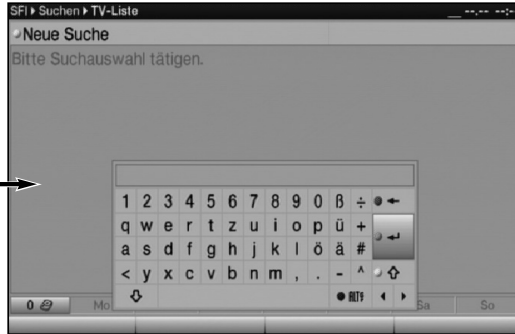 SFI ▸ Suchen ▸ TV-Liste __ --.-- --:-
Neue Suche
Bitte Suchauswahl tätigen.
1 2 3 4 5 6 7 8 9 0 ß ÷
q w e r t z u i o p ü +
a s d f g h j k l ö ä #
< y x c v b n m , . - ^
ALT
0 Mo Sa So